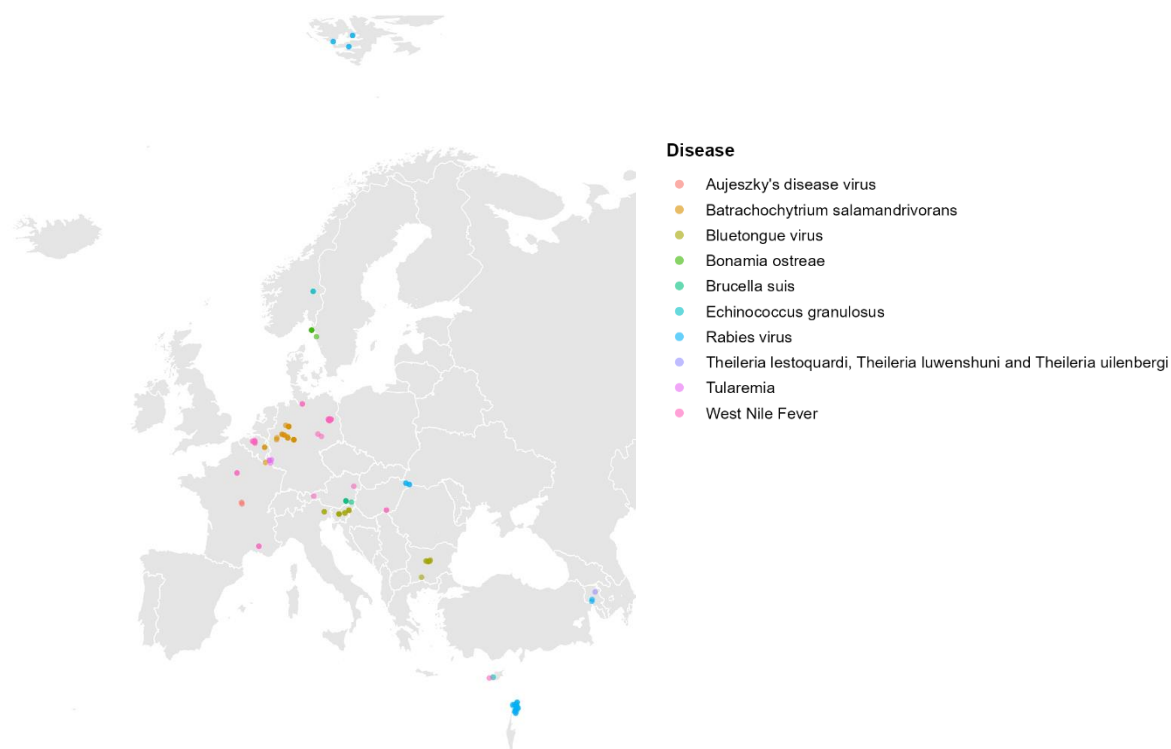 Disease
Aujeszky's disease virus
Batrachochytrium salamandrivorans
Bluetongue virus
Bonamia ostreae
Brucella suis
Echinococcus granulosus
Rabies virus
Theileria lestoquardi, Theileria luwenshuni and Theileria uilenbergi
Tularemia
West Nile Fever